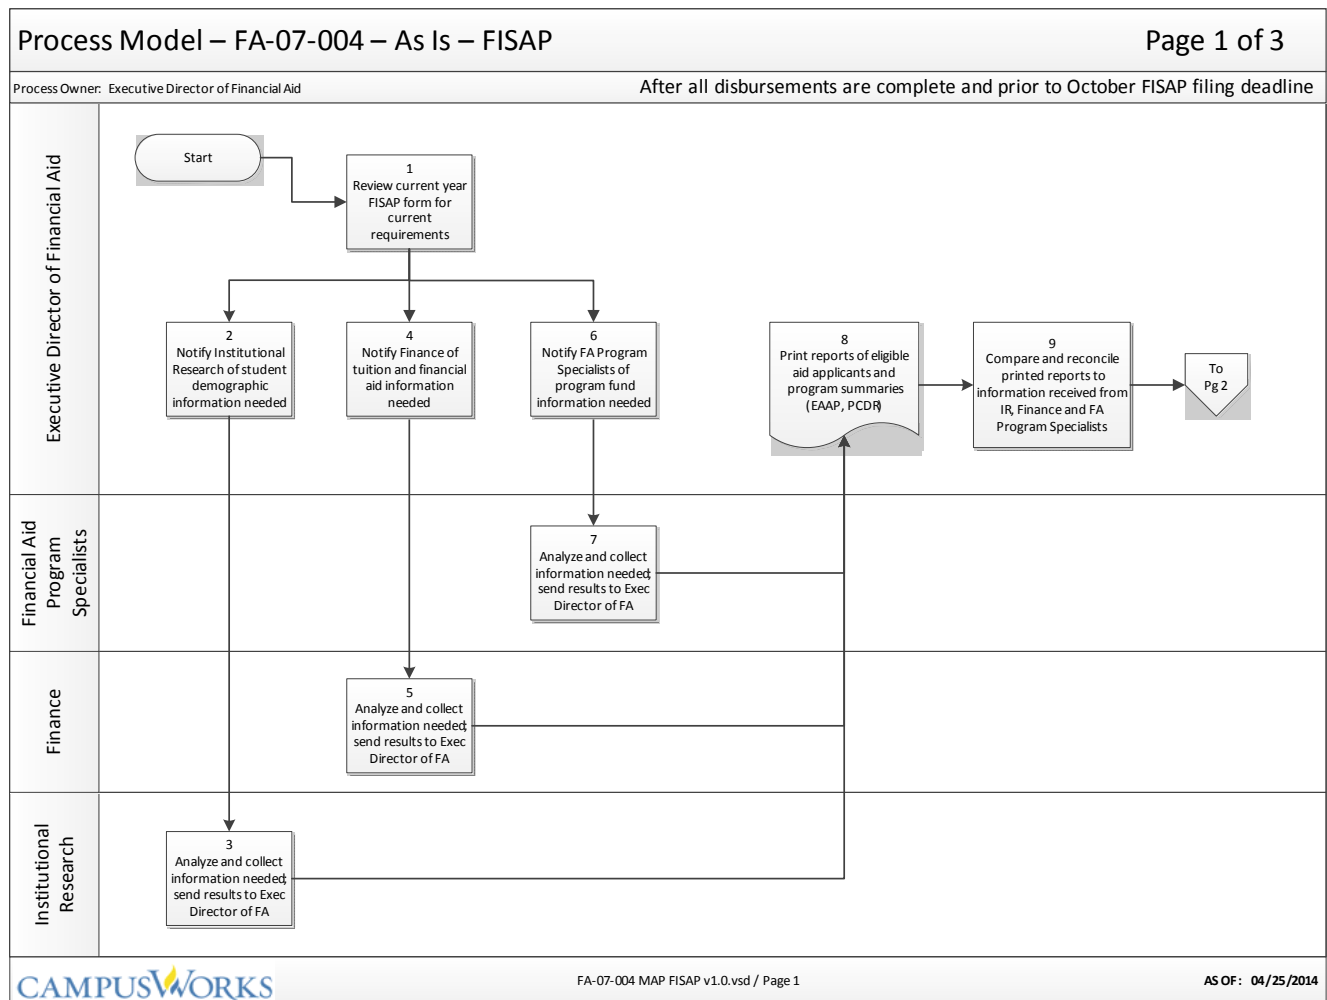 Process Model – FA-07-004 – As Is – FISAP
Page 1 of 3
Process Owner: Executive Director of Financial Aid
After all disbursements are complete and prior to October FISAP filing deadline
Executive Director of Financial Aid
Start
1
Review current year
FISAP form for
current
requirements
2
Notify Institutional
Research of student
demographic
information needed
4
Notify Finance of
tuition and financial
aid information
needed
6
Notify FA Program
Specialists of
program fund
information needed
8
Print reports of eligible
aid applicants and
program summaries
(EAAP, PCDR)
9
Compare and reconcile
printed reports to
information received from
IR, Finance and FA
Program Specialists
To
Pg 2
Financial Aid
Program
Specialists
7
Analyze and collect
information needed;
send results to Exec
Director of FA
Finance
5
Analyze and collect
information needed;
send results to Exec
Director of FA
Institutional
Research
3
Analyze and collect
information needed;
send results to Exec
Director of FA
CAMPUSWORKS
FA-07-004 MAP FISAP v1.0.vsd / Page 1
AS OF: 04/25/2014